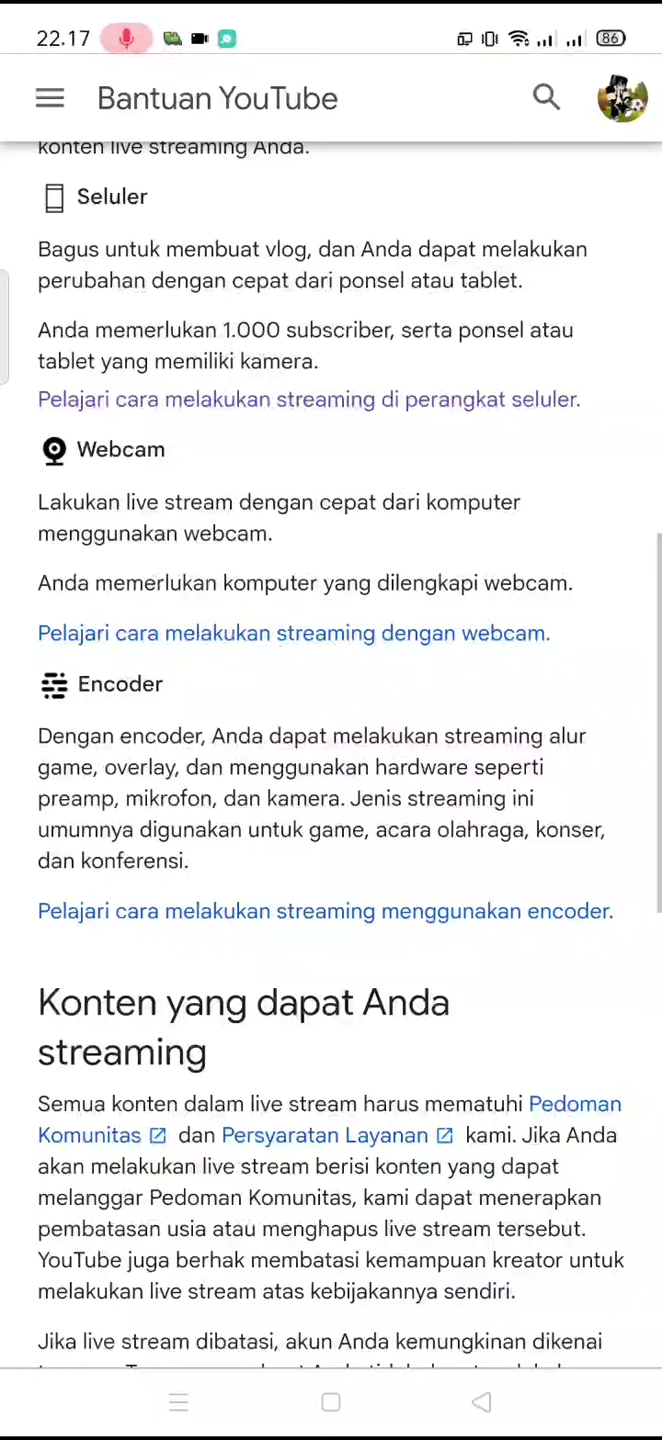 22.17
86
Bantuan YouTube
konten live streaming Anda.
Seluler
Bagus untuk membuat vlog, dan Anda dapat melakukan
perubahan dengan cepat dari ponsel atau tablet.
Anda memerlukan 1.000 subscriber, serta ponsel atau
tablet yang memiliki kamera.
Pelajari cara melakukan streaming di perangkat seluler.
Webcam
Lakukan live stream dengan cepat dari komputer
menggunakan webcam.
Anda memerlukan komputer yang dilengkapi webcam.
Pelajari cara melakukan streaming dengan webcam.
Encoder
Dengan encoder, Anda dapat melakukan streaming alur
game, overlay, dan menggunakan hardware seperti
preamp, mikrofon, dan kamera. Jenis streaming ini
umumnya digunakan untuk game, acara olahraga, konser,
dan konferensi.
Pelajari cara melakukan streaming menggunakan encoder.
Konten yang dapat Anda
streaming
Semua konten dalam live stream harus mematuhi Pedoman
Komunitas dan Persyaratan Layanan kami. Jika Anda
akan melakukan live stream berisi konten yang dapat
melanggar Pedoman Komunitas, kami dapat menerapkan
pembatasan usia atau menghapus live stream tersebut.
YouTube juga berhak membatasi kemampuan kreator untuk
melakukan live stream atas kebijakannya sendiri.
Jika live stream dibatasi, akun Anda kemungkinan dikenai